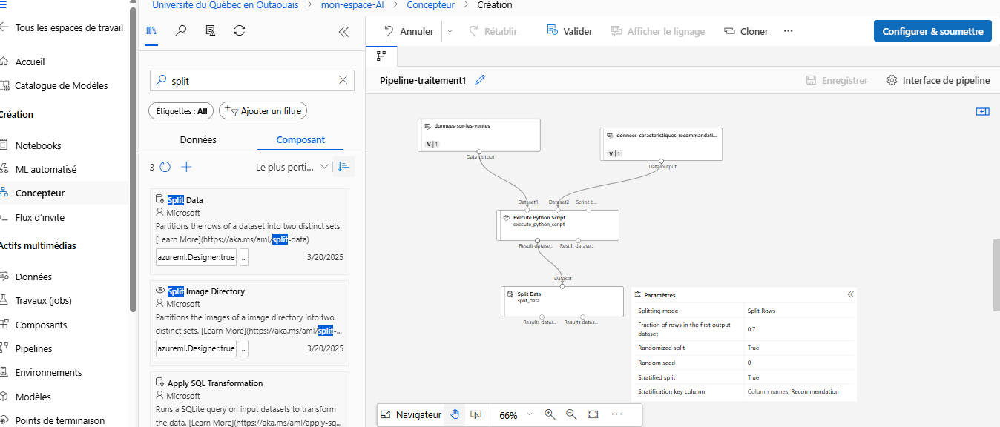 Université du Québec en Outaouais > mon-espace-AI > Concepteur > Création
Tous les espaces de travail
Accueil
Catalogue de Modèles
Création
Notebooks
ML automatisé
Concepteur
Flux d'invite
Actifs multimédias
Données
Travaux (jobs)
Composants
Pipelines
Environnements
Modèles
Points de terminaison
split
Étiquettes : All
Ajouter un filtre
Données
Composant
3
Le plus perti...
Split Data
Microsoft
Partitions the rows of a dataset into two distinct sets.
[Learn More](https://aka.ms/aml/split-data)
azureml.Designer:true
...
3/20/2025
Split Image Directory
Microsoft
Partitions the images of a image directory into two
distinct sets. [Learn More](https://aka.ms/aml/split-...
azureml.Designer:true
...
3/20/2025
Apply SQL Transformation
Microsoft
Runs a SQLite query on input datasets to transform
the data. [Learn More](https://aka.ms/aml/apply-sq...
Annuler
Rétablir
Valider
Afficher le lignage
Cloner
...
Configurer & soumettre
Pipeline-traitement1
Enregistrer
Interface de pipeline
donnees-sur-les-ventes
v | 1
Data output
donnees-caracteristiques-recommandati...
v | 1
Data output
Dataset1
Dataset2
Script b...
Execute Python Script
execute_python_script
Result datase...
Result datase...
Dataset
Split Data
split_data
Results datas...
Results datas...
Paramètres
Splitting mode
Split Rows
Fraction of rows in the first output
dataset
0.7
Randomized split
True
Random seed
0
Stratified split
True
Stratification key column
Column names: Recommendation
Navigateur
66%
...